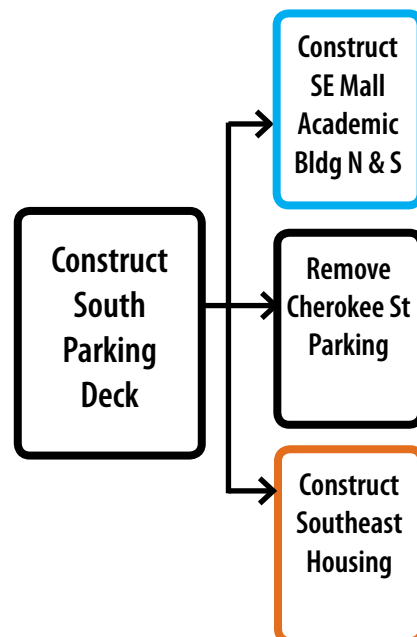 Construct
SE Mall
Academic
Bldg N & S
Construct
South
Parking
Deck
Remove
Cherokee St
Parking
Construct
Southeast
Housing